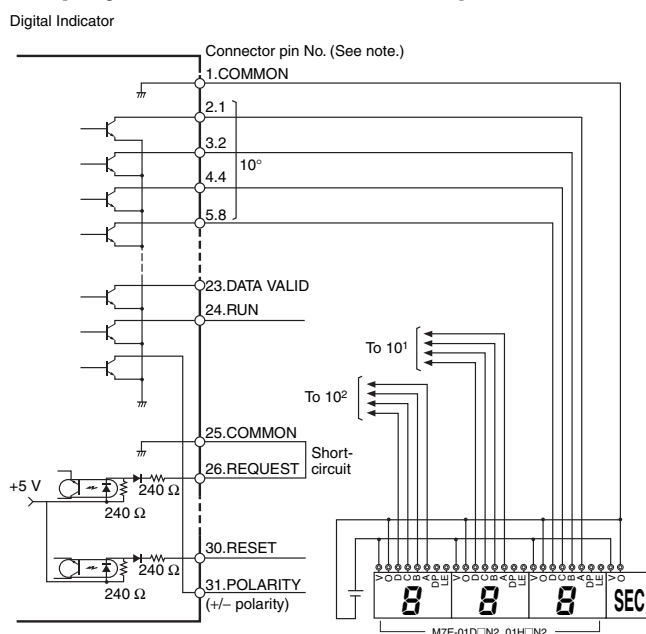 Digital Indicator
Connector pin No. (See note.)
1.COMMON
2.1
3.2
10°
4.4
5.8
23.DATA VALID
24.RUN
To 10¹
To 10²
25.COMMON
Short-
circuit
26.REQUEST
+5 V
240 Ω
240 Ω
30.RESET
240 Ω
240 Ω
31.POLARITY
(+/− polarity)
V O D C B A DP LE V O D C B A DP LE V O D C B A DP LE V O
8 8 8 SEC
M7E-01D□N2, 01H□N2